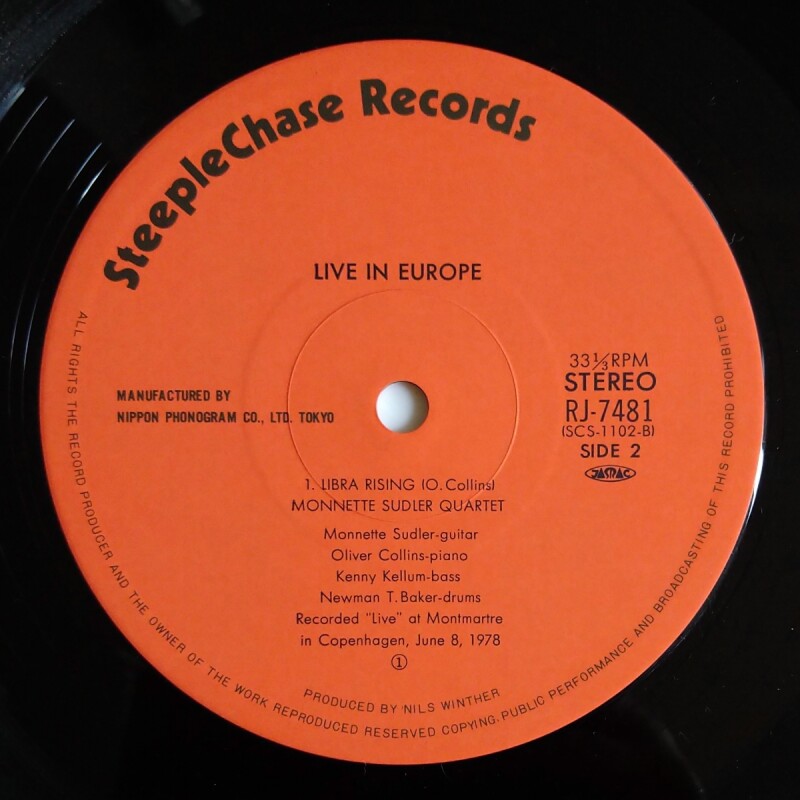 SteepleChase Records
LIVE IN EUROPE
MANUFACTURED BY
NIPPON PHONOGRAM CO., LTD. TOKYO
33⅓RPM
STEREO
RJ-7481
(SCS-1102-B)
SIDE 2
JASRAC
1. LIBRA RISING (O.Collins)
MONNETTE SUDLER QUARTET
Monnette Sudler-guitar
Oliver Collins-piano
Kenny Kellum-bass
Newman T.Baker-drums
Recorded "Live" at Montmartre
in Copenhagen, June 8, 1978
①
PRODUCED BY NILS WINTHER
ALL RIGHTS THE RECORD PRODUCER AND THE OWNER OF THE WORK REPRODUCED RESERVED COPYING, PUBLIC PERFORMANCE AND BROADCASTING OF THIS RECORD PROHIBITED